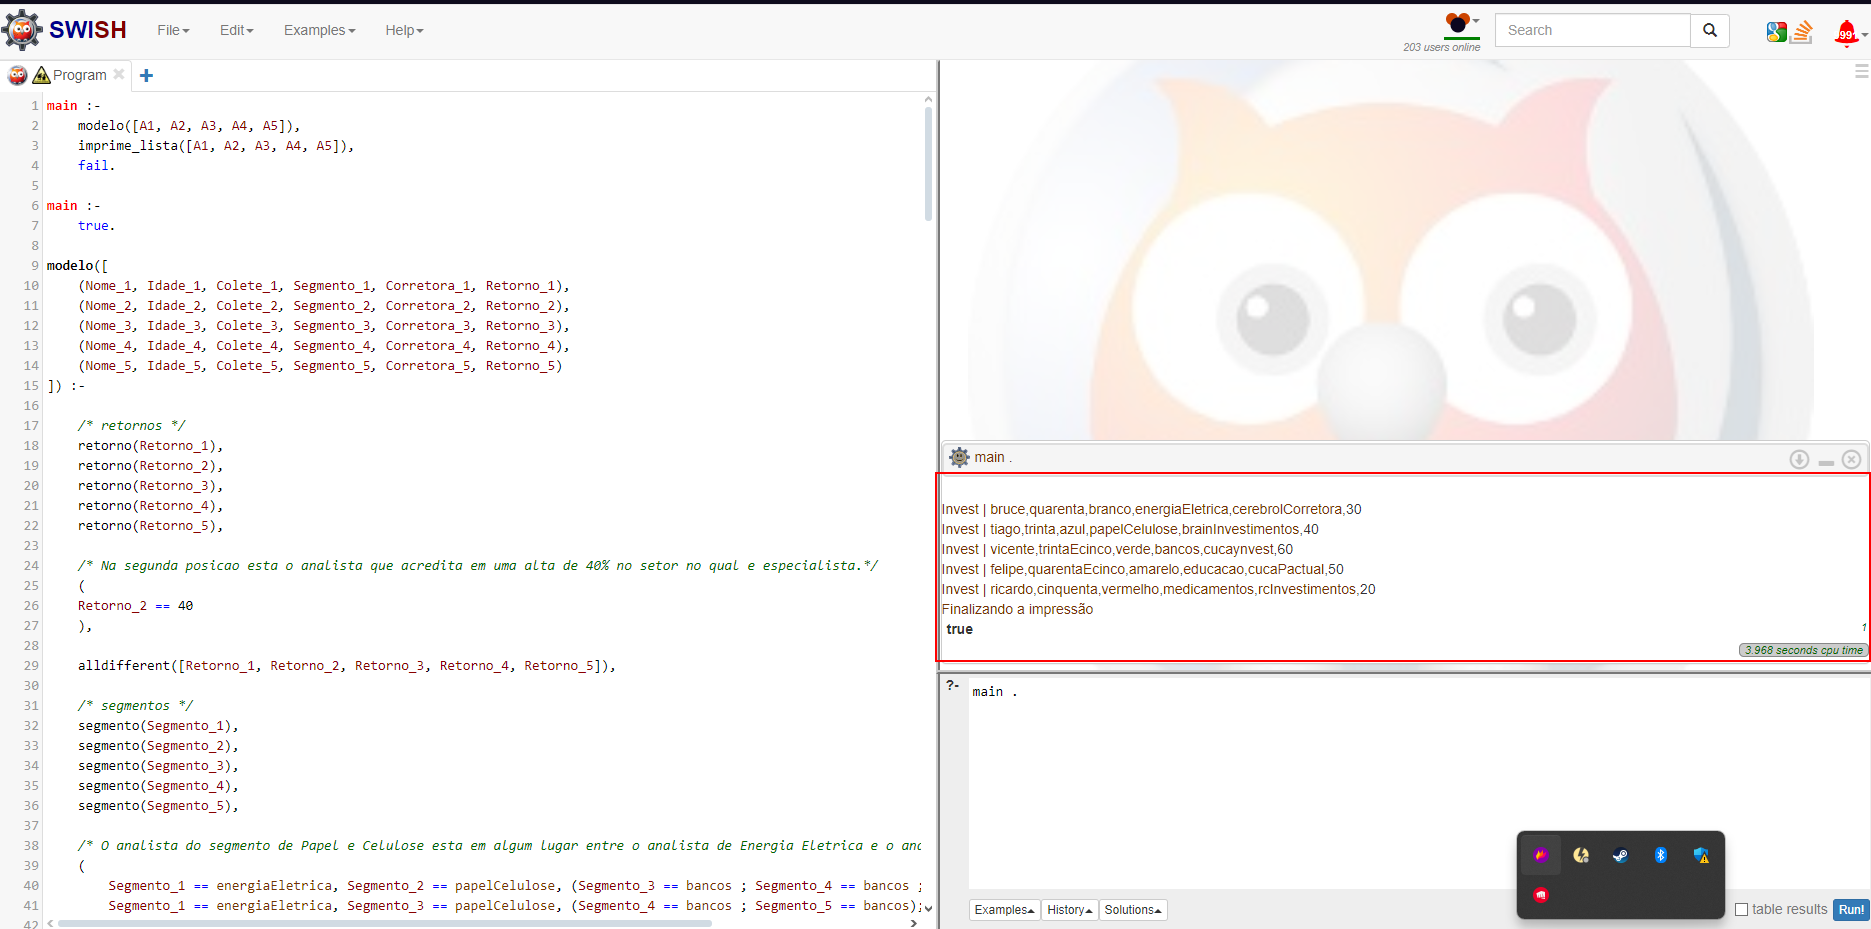 SWISH File Edit Examples Help 203 users online Search 99+
Program
1 main :-
2 modelo([A1, A2, A3, A4, A5]),
3 imprime_lista([A1, A2, A3, A4, A5]),
4 fail.
5
6 main :-
7 true.
8
9 modelo([
10 (Nome_1, Idade_1, Colete_1, Segmento_1, Corretora_1, Retorno_1),
11 (Nome_2, Idade_2, Colete_2, Segmento_2, Corretora_2, Retorno_2),
12 (Nome_3, Idade_3, Colete_3, Segmento_3, Corretora_3, Retorno_3),
13 (Nome_4, Idade_4, Colete_4, Segmento_4, Corretora_4, Retorno_4),
14 (Nome_5, Idade_5, Colete_5, Segmento_5, Corretora_5, Retorno_5)
15 ]) :-
16
17 /* retornos */
18 retorno(Retorno_1),
19 retorno(Retorno_2),
20 retorno(Retorno_3),
21 retorno(Retorno_4),
22 retorno(Retorno_5),
23
24 /* Na segunda posicao esta o analista que acredita em uma alta de 40% no setor no qual e especialista.*/
25 (
26 Retorno_2 == 40
27 ),
28
29 alldifferent([Retorno_1, Retorno_2, Retorno_3, Retorno_4, Retorno_5]),
30
31 /* segmentos */
32 segmento(Segmento_1),
33 segmento(Segmento_2),
34 segmento(Segmento_3),
35 segmento(Segmento_4),
36 segmento(Segmento_5),
37
38 /* O analista do segmento de Papel e Celulose esta em algum lugar entre o analista de Energia Eletrica e o ana
39 (
40 Segmento_1 == energiaEletrica, Segmento_2 == papelCelulose, (Segmento_3 == bancos ; Segmento_4 == bancos ;
41 Segmento_1 == energiaEletrica, Segmento_3 == papelCelulose, (Segmento_4 == bancos ; Segmento_5 == bancos);
42
main .
Invest | bruce,quarenta,branco,energiaEletrica,cerebrolCorretora,30
Invest | tiago,trinta,azul,papelCelulose,brainInvestimentos,40
Invest | vicente,trintaEcinco,verde,bancos,cucaynvest,60
Invest | felipe,quarentaEcinco,amarelo,educacao,cucaPactual,50
Invest | ricardo,cinquenta,vermelho,medicamentos,rcInvestimentos,20
Finalizando a impressão
true 1
3.968 seconds cpu time
?- main .
Examples History Solutions table results Run!